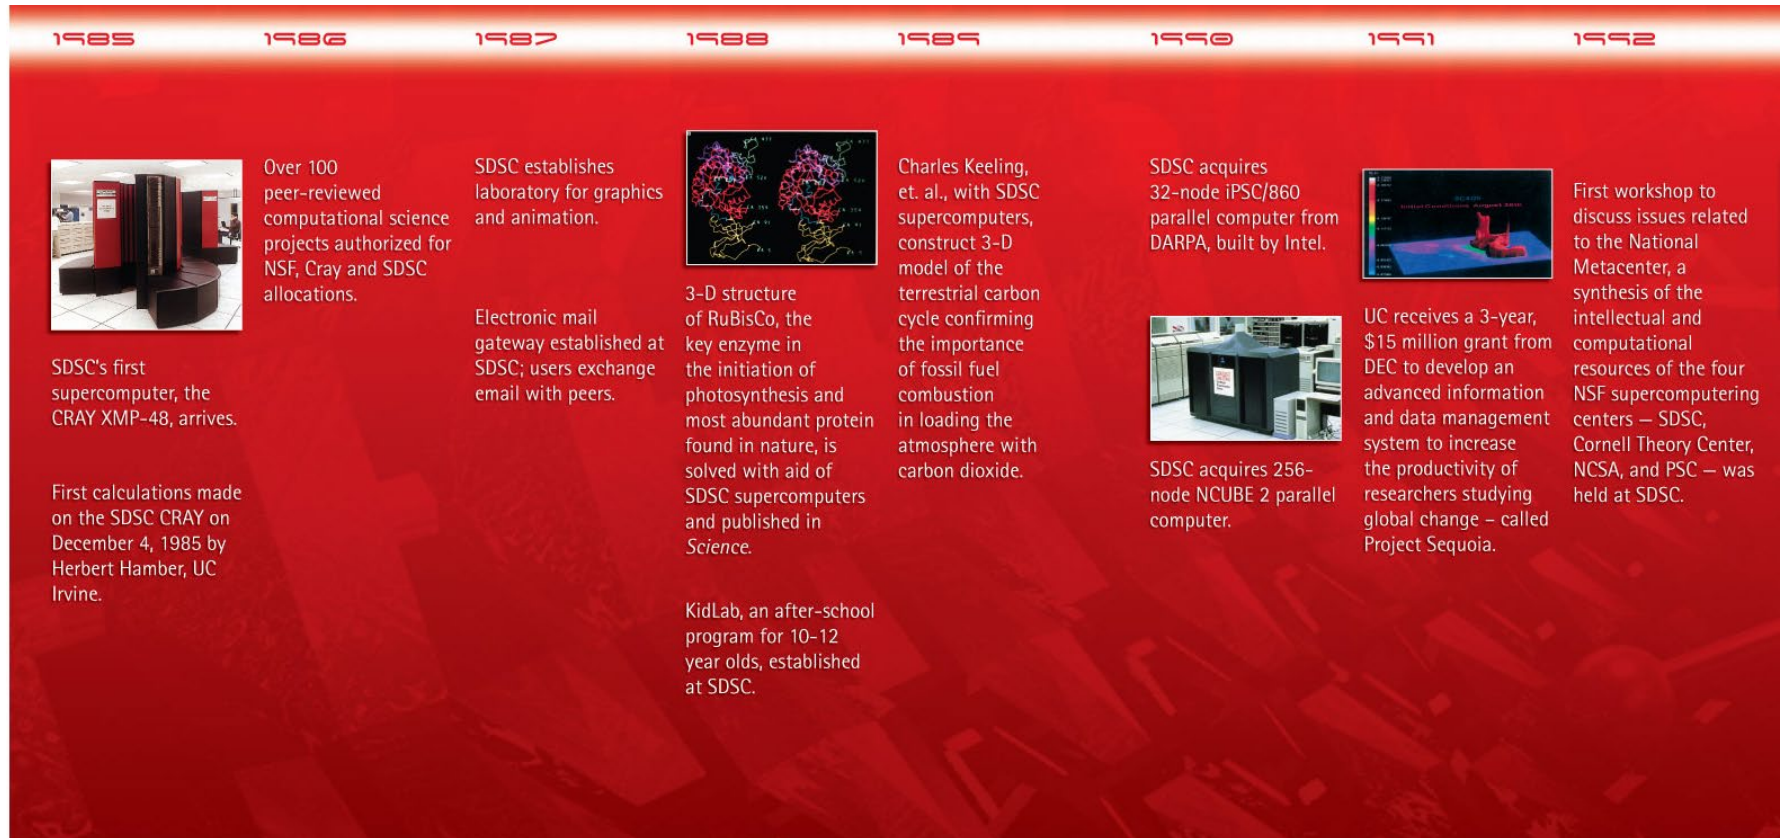 1985
1986
1987
1988
1989
1990
1991
1992
SDSC's first
supercomputer, the
CRAY XMP-48, arrives.
First calculations made
on the SDSC CRAY on
December 4, 1985 by
Herbert Hamber, UC
Irvine.
Over 100
peer-reviewed
computational science
projects authorized for
NSF, Cray and SDSC
allocations.
SDSC establishes
laboratory for graphics
and animation.
Electronic mail
gateway established at
SDSC; users exchange
email with peers.
3-D structure
of RuBisCo, the
key enzyme in
the initiation of
photosynthesis and
most abundant protein
found in nature, is
solved with aid of
SDSC supercomputers
and published in
Science.
KidLab, an after-school
program for 10-12
year olds, established
at SDSC.
Charles Keeling,
et. al., with SDSC
supercomputers,
construct 3-D
model of the
terrestrial carbon
cycle confirming
the importance
of fossil fuel
combustion
in loading the
atmosphere with
carbon dioxide.
SDSC acquires
32-node iPSC/860
parallel computer from
DARPA, built by Intel.
SDSC acquires 256-
node NCUBE 2 parallel
computer.
UC receives a 3-year,
$15 million grant from
DEC to develop an
advanced information
and data management
system to increase
the productivity of
researchers studying
global change – called
Project Sequoia.
First workshop to
discuss issues related
to the National
Metacenter, a
synthesis of the
intellectual and
computational
resources of the four
NSF supercomputering
centers — SDSC,
Cornell Theory Center,
NCSA, and PSC — was
held at SDSC.